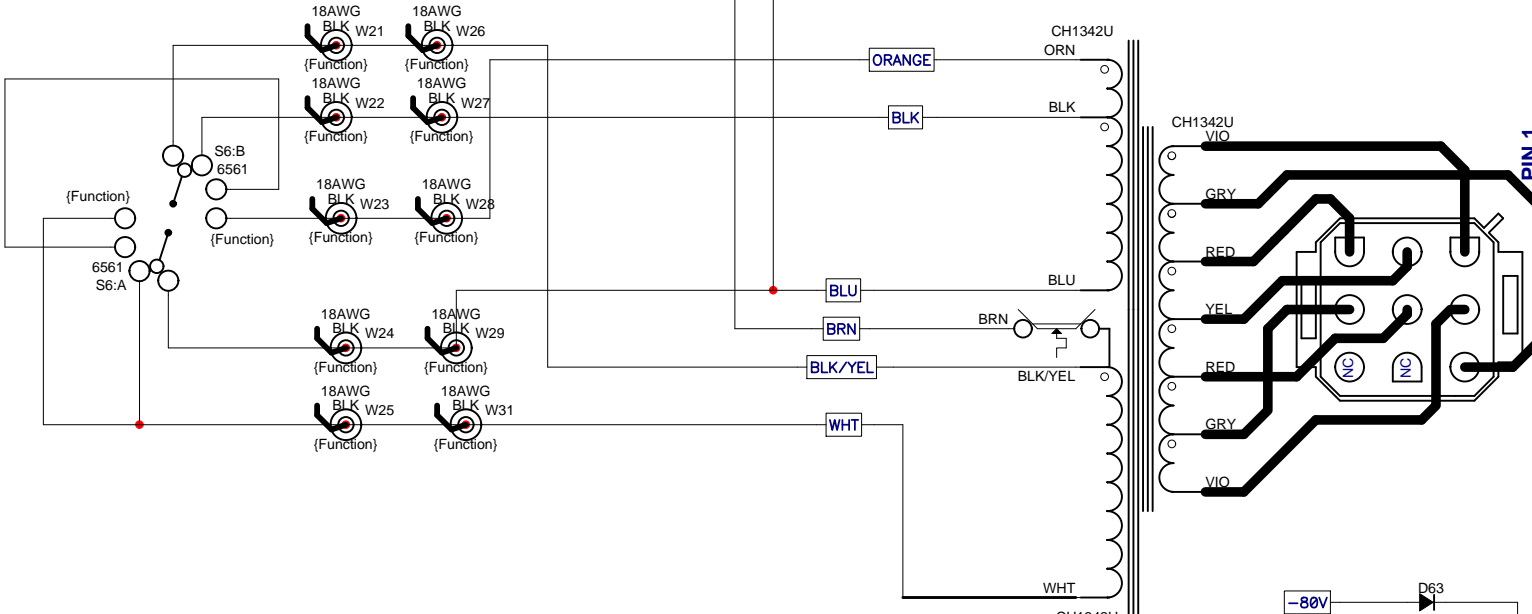 18AWG
BLK W21
{Function}
18AWG
BLK W26
{Function}
18AWG
BLK W22
{Function}
18AWG
BLK W27
{Function}
S6:B
6561
{Function}
{Function}
6561
S6:A
18AWG
BLK W23
{Function}
18AWG
BLK W28
{Function}
18AWG
BLK W24
{Function}
18AWG
BLK W29
{Function}
18AWG
BLK W25
{Function}
18AWG
BLK W31
{Function}
ORANGE
BLK
BLU
BRN
BLK/YEL
WHT
CH1342U
ORN
BLK
BLU
BRN
BLK/YEL
WHT
CH1342U
VIO
GRY
RED
YEL
RED
GRY
VIO
NC
NC
PIN 1
-80V
D63